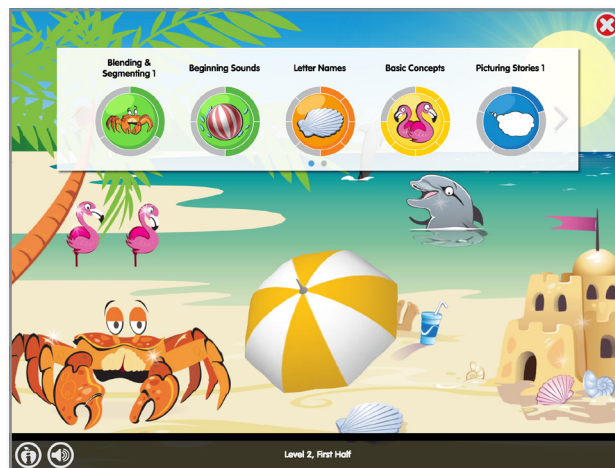 Blending &
Segmenting 1
Beginning Sounds
Letter Names
Basic Concepts
Picturing Stories 1
Level 2, First Half